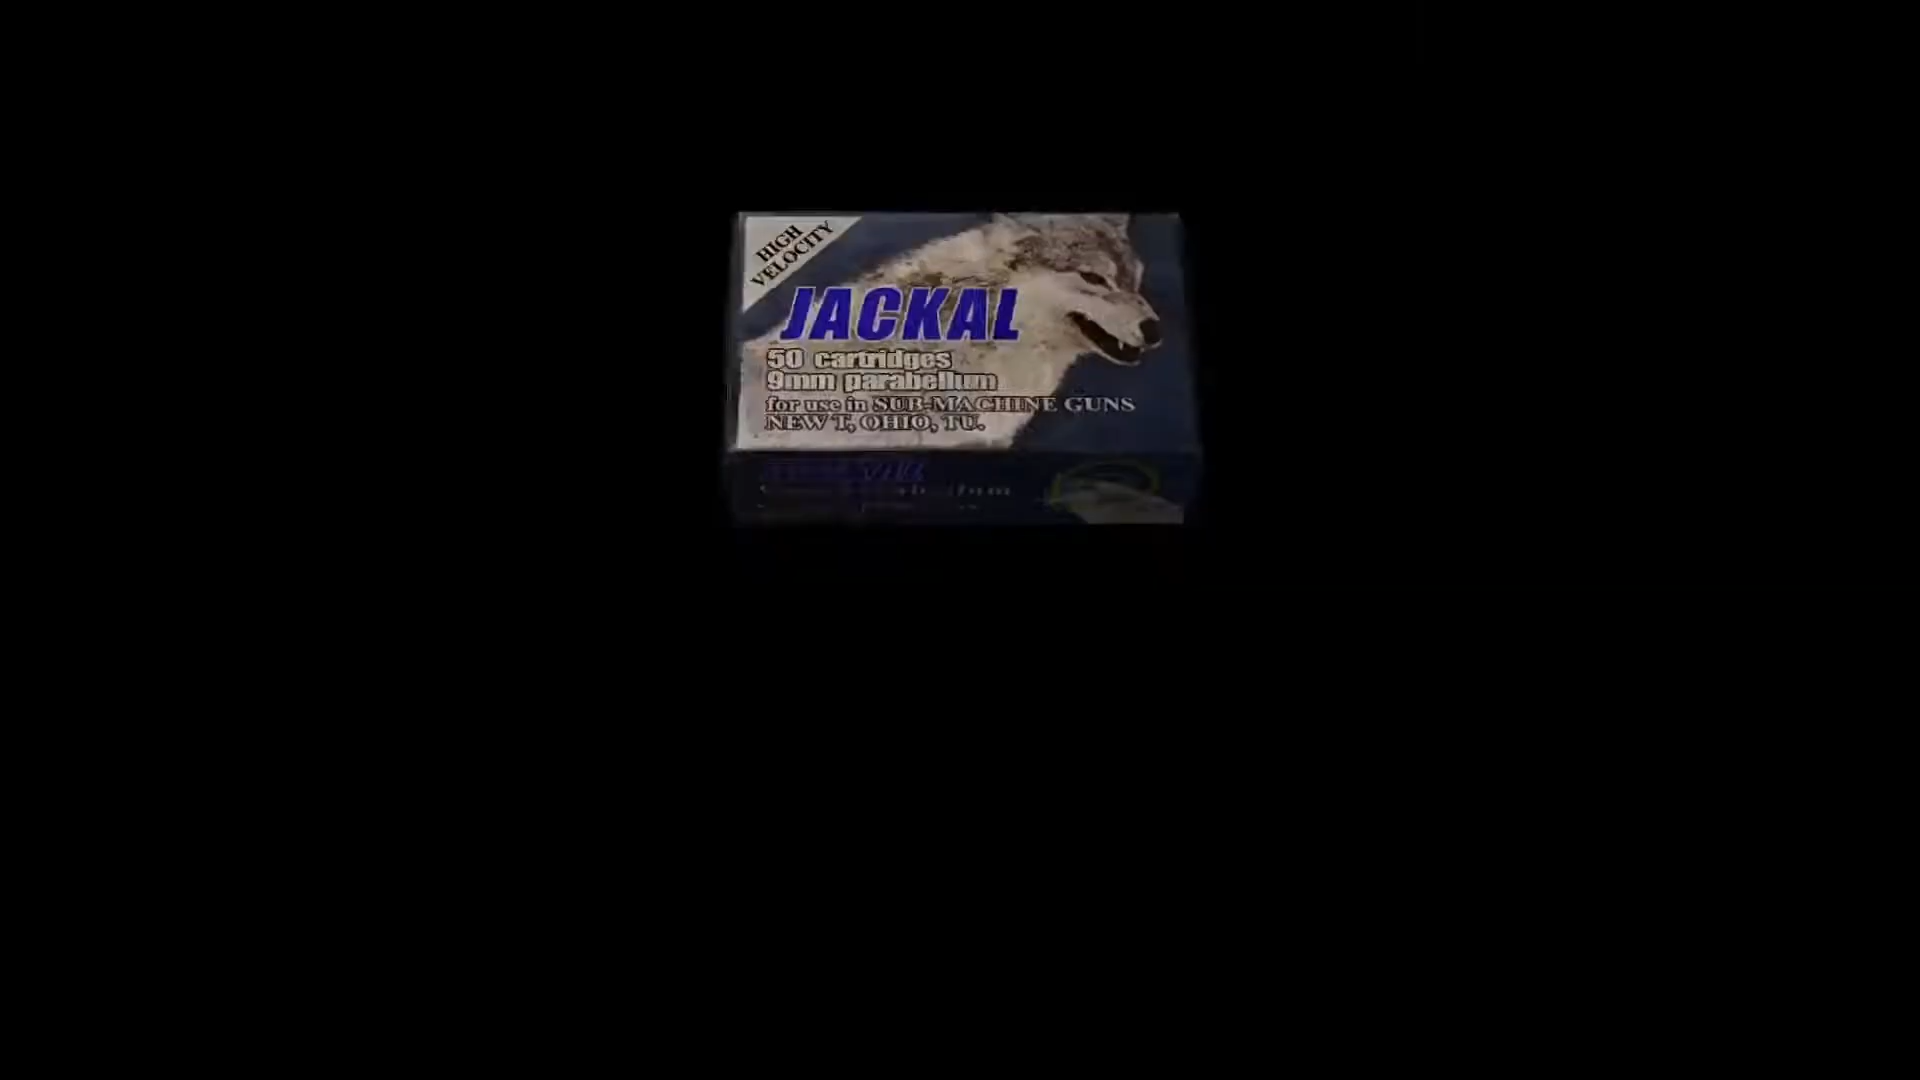 HIGH
VELOCITY
JACKAL
50 cartridges
9mm parabellum
for use in SUB-MACHINE GUNS
NEW T, OHIO, TU.